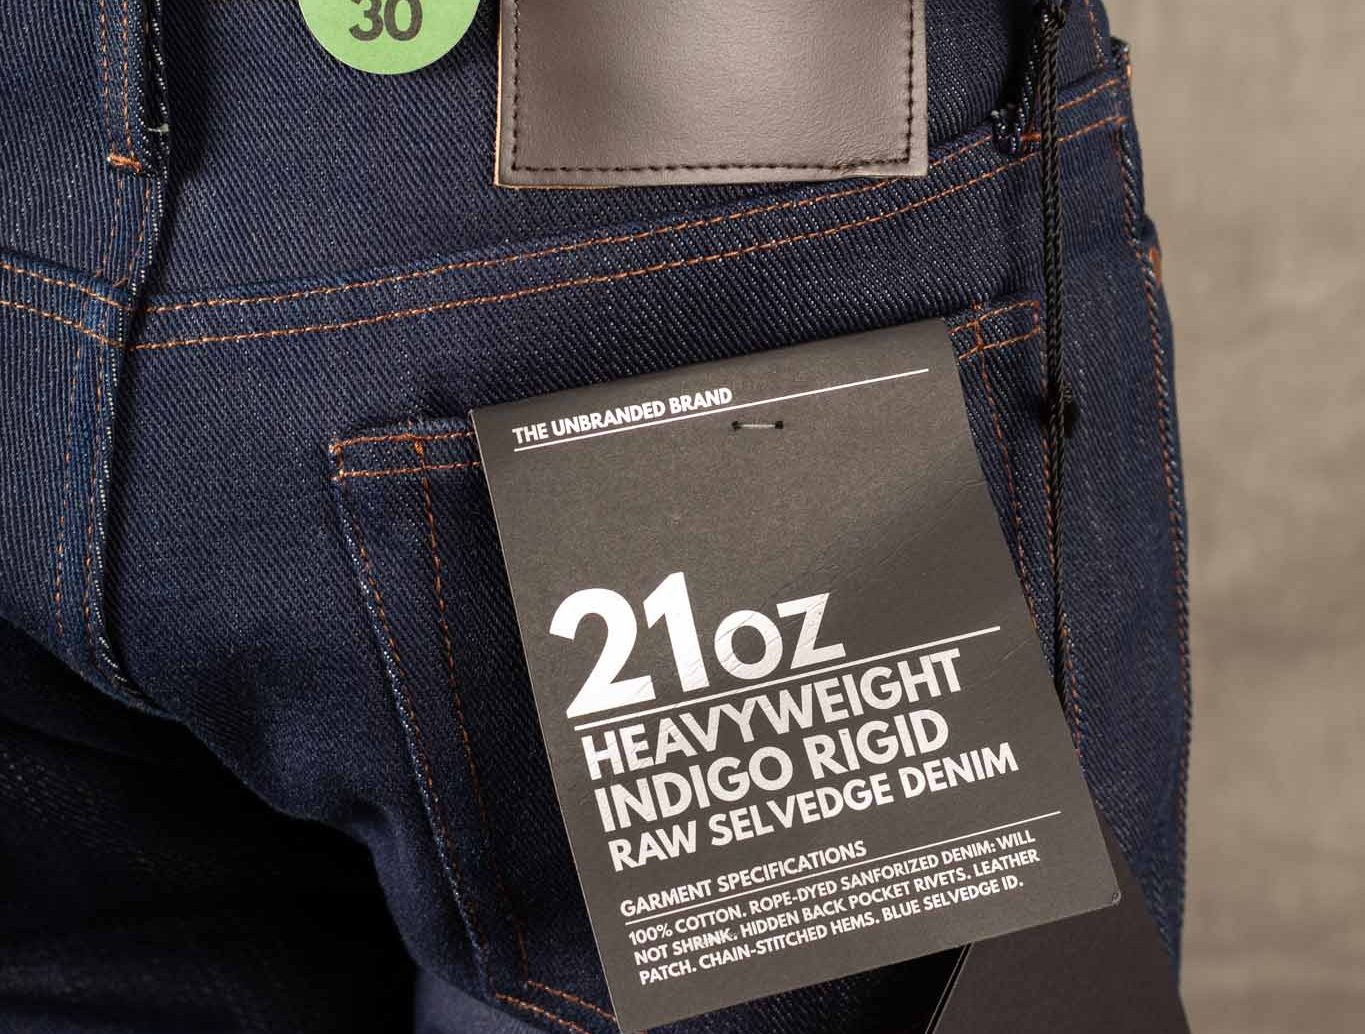 30
THE UNBRANDED BRAND
21oz
HEAVYWEIGHT
INDIGO RIGID
RAW SELVEDGE DENIM
GARMENT SPECIFICATIONS
100% COTTON. ROPE-DYED SANFORIZED DENIM: WILL
NOT SHRINK. HIDDEN BACK POCKET RIVETS. LEATHER
PATCH. CHAIN-STITCHED HEMS. BLUE SELVEDGE ID.